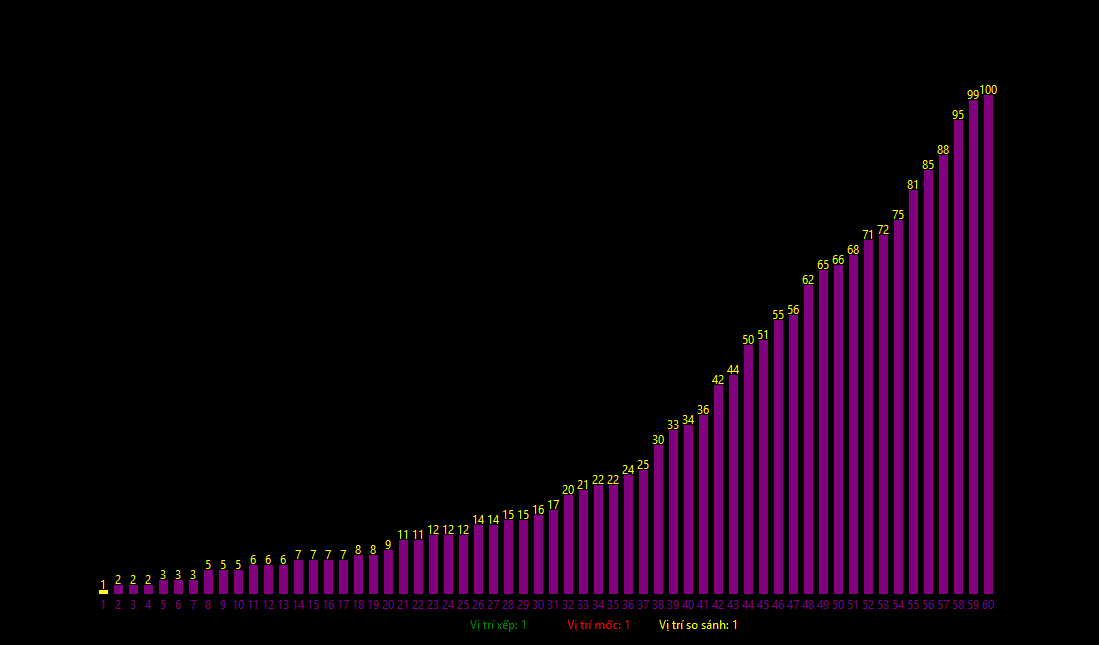 1 2 2 2 3 3 3 5 5 5 6 6 6 7 7 7 7 8 8 9 11 11 12 12 12 14 14 15 15 16 17 20 21 22 22 24 25 30 33 34 36 42 44 50 51 55 56 62 65 66 68 71 72 75 81 85 88 95 99 100
1 2 3 4 5 6 7 8 9 10 11 12 13 14 15 16 17 18 19 20 21 22 23 24 25 26 27 28 29 30 31 32 33 34 35 36 37 38 39 40 41 42 43 44 45 46 47 48 49 50 51 52 53 54 55 56 57 58 59 60
Vị trí xếp: 1 Vị trí mốc: 1 Vị trí so sánh: 1